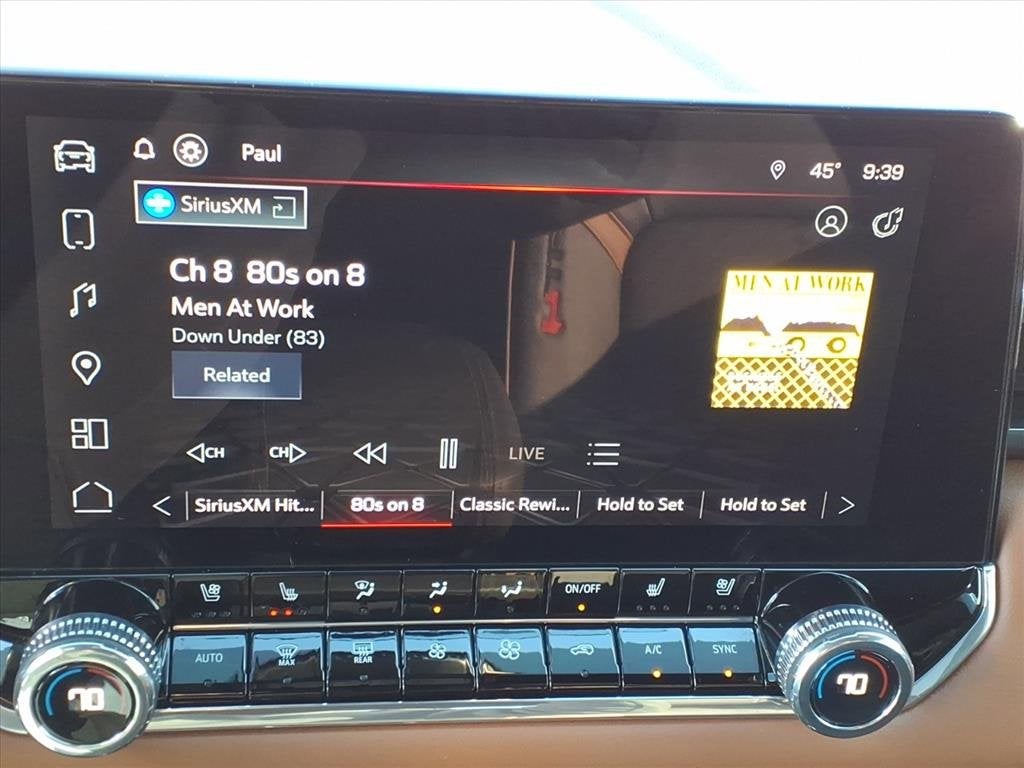 Paul
45° 9:39
SiriusXM
Ch 8 80s on 8
Men At Work
Down Under (83)
Related
MEN AT WORK
CH CH LIVE
SiriusXM Hit... 80s on 8 Classic Rewi... Hold to Set Hold to Set
ON/OFF
AUTO MAX REAR A/C SYNC
70 70